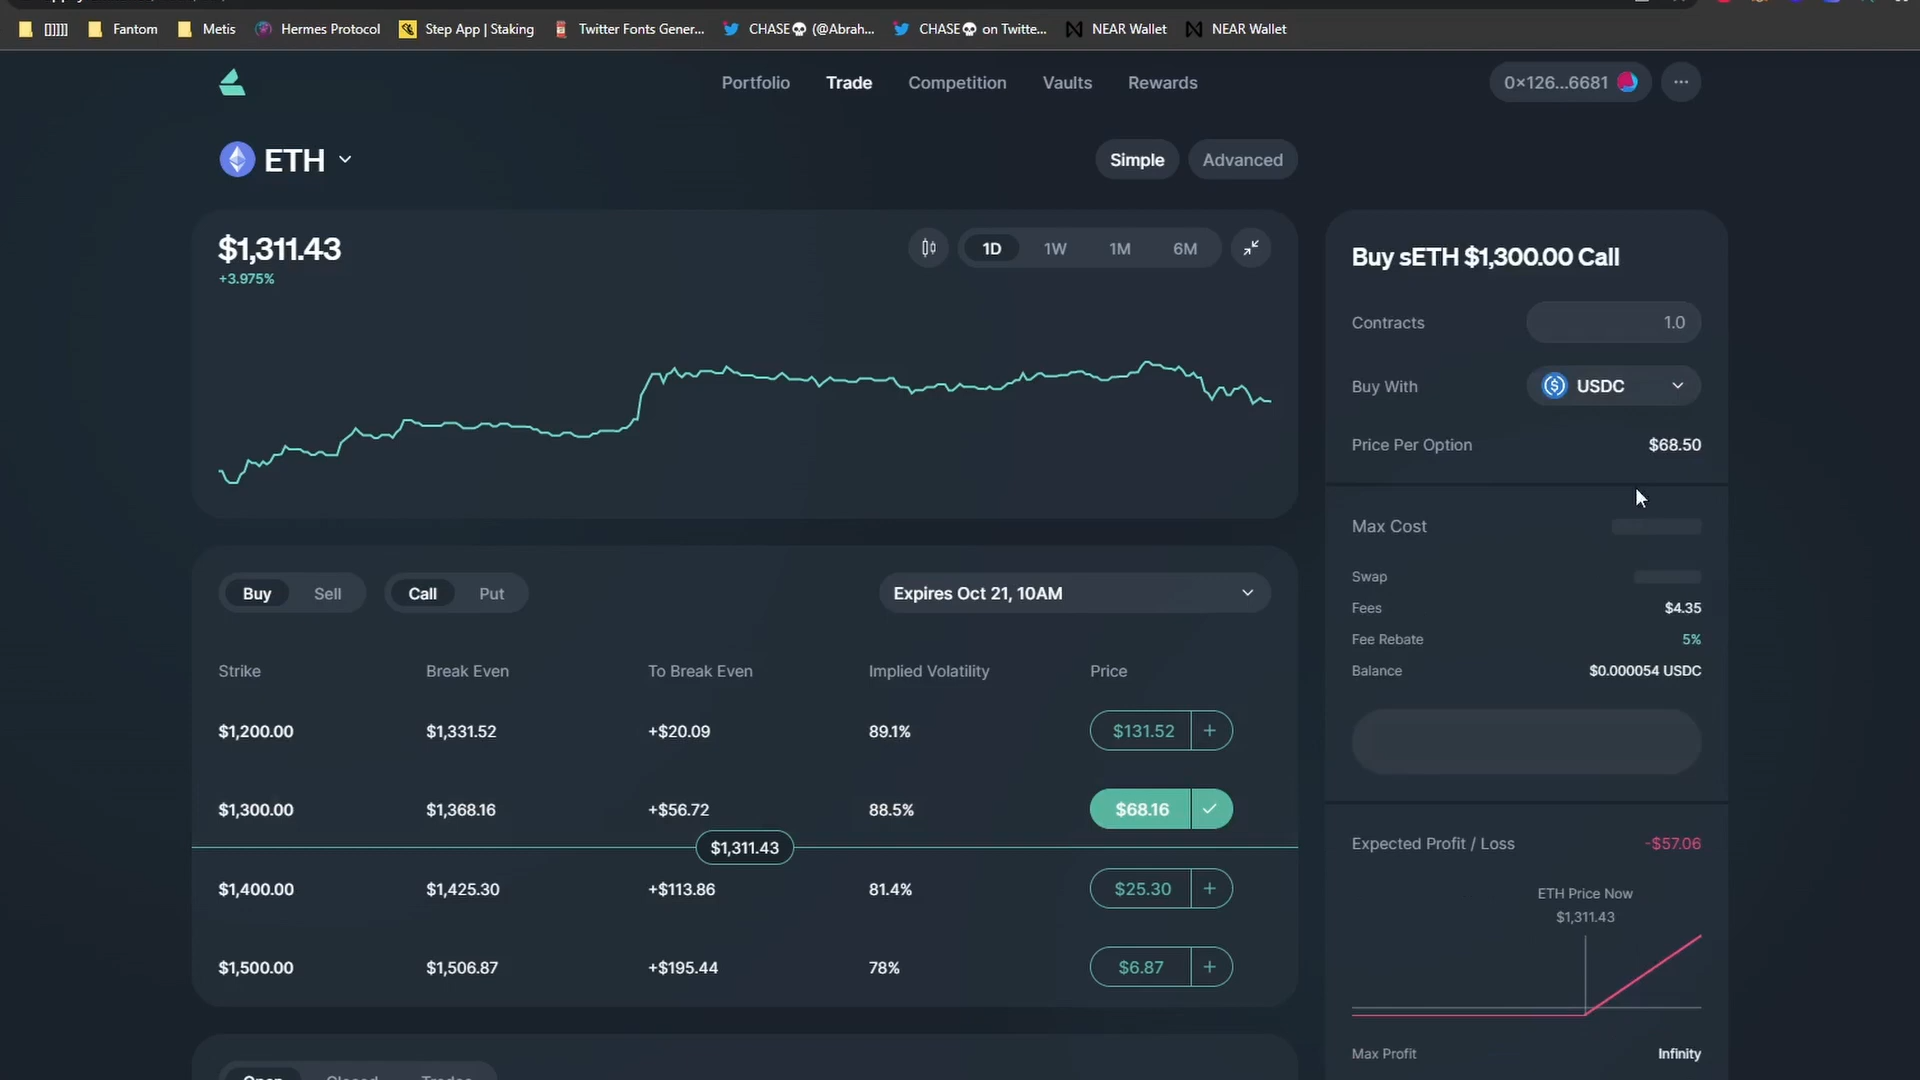 []]]]]
Fantom
Metis
Hermes Protocol
Step App | Staking
Twitter Fonts Gener...
CHASE💀 (@Abrah...
CHASE💀 on Twitte...
NEAR Wallet
NEAR Wallet
Portfolio
Trade
Competition
Vaults
Rewards
0×126...6681
ETH
Simple
Advanced
$1,311.43
+3.975%
1D
1W
1M
6M
Buy
Sell
Call
Put
Expires Oct 21, 10AM
Strike Break Even To Break Even Implied Volatility Price
$1,200.00 $1,331.52 +$20.09 89.1% $131.52 +
$1,300.00 $1,368.16 +$56.72 88.5% $68.16
$1,311.43
$1,400.00 $1,425.30 +$113.86 81.4% $25.30 +
$1,500.00 $1,506.87 +$195.44 78% $6.87 +
Buy sETH $1,300.00 Call
Contracts 1.0
Buy With USDC
Price Per Option $68.50
Max Cost
Swap
Fees $4.35
Fee Rebate 5%
Balance $0.000054 USDC
Expected Profit / Loss -$57.06
ETH Price Now
$1,311.43
Max Profit Infinity